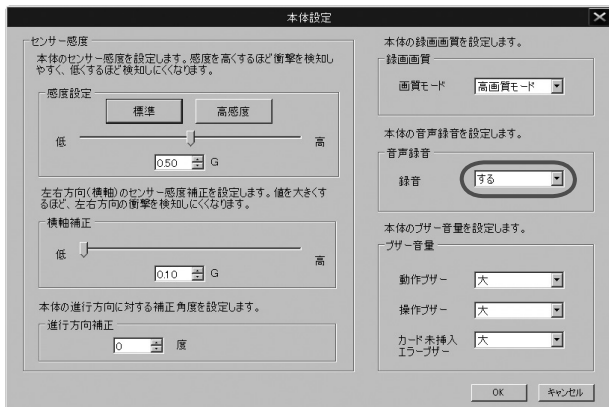 本体設定
センサー感度
本体のセンサー感度を設定します。感度を高くするほど衝撃を検知し
やすく、低くするほど検知しにくくなります。
感度設定
標準 高感度
低 高
0.50 G
左右方向(横軸)のセンサー感度補正を設定します。値を大きくす
るほど、左右方向の衝撃を検知しにくくなります。
横軸補正
低 高
0.10 G
本体の進行方向に対する補正角度を設定します。
進行方向補正
0 度
本体の録画画質を設定します。
録画画質
画質モード 高画質モード
本体の音声録音を設定します。
音声録音
録音 する
本体のブザー音量を設定します。
ブザー音量
動作ブザー 大
操作ブザー 大
カード未挿入 大
エラーブザー
OK キャンセル